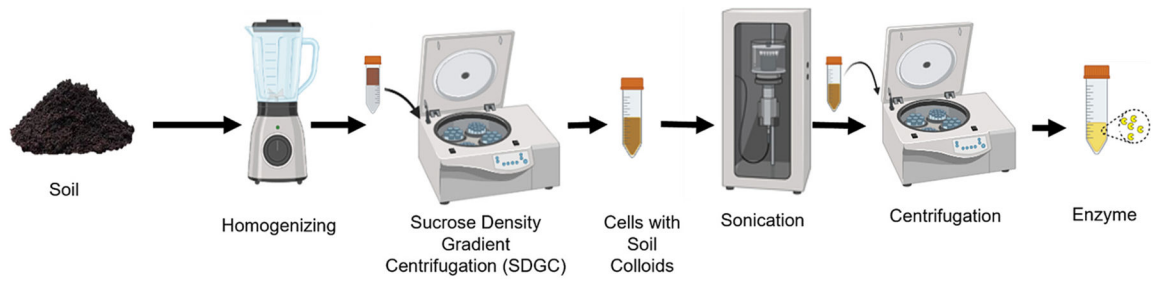 Soil
Homogenizing
Sucrose Density
Gradient
Centrifugation (SDGC)
Cells with
Soil
Colloids
Sonication
Centrifugation
Enzyme